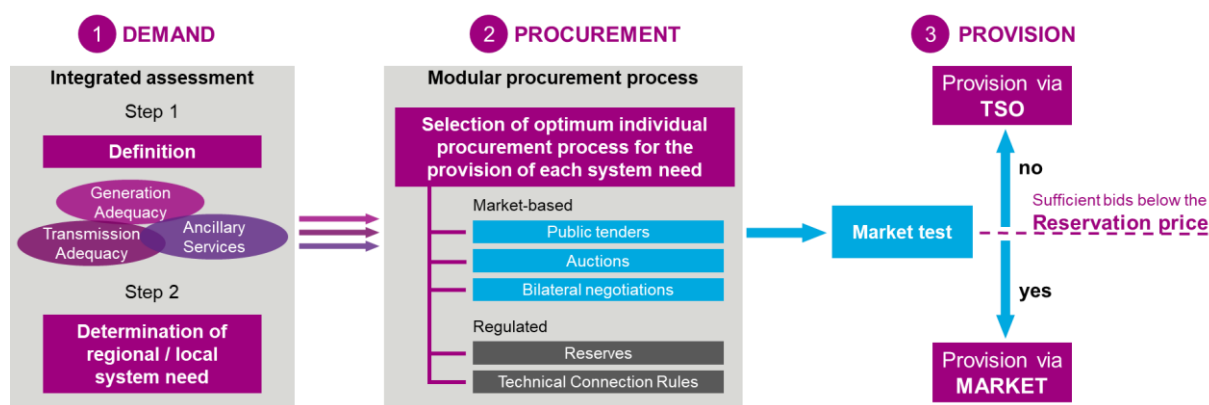 1 DEMAND
Integrated assessment
Step 1
Definition
Generation
Adequacy
Transmission
Adequacy
Ancillary
Services
Step 2
Determination of
regional / local
system need
2 PROCUREMENT
Modular procurement process
Selection of optimum individual
procurement process for the
provision of each system need
Market-based
Public tenders
Auctions
Bilateral negotiations
Regulated
Reserves
Technical Connection Rules
3 PROVISION
Provision via
TSO
no
Sufficient bids below the
Reservation price
Market test
yes
Provision via
MARKET